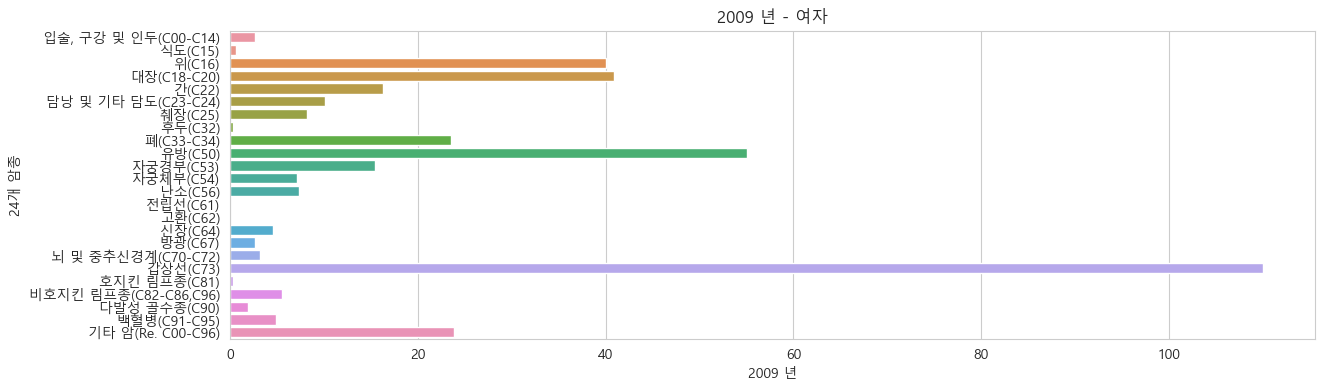 2009 년 - 여자
입술, 구강 및 인두(C00-C14)
식도(C15)
위(C16)
대장(C18-C20)
간(C22)
담낭 및 기타 담도(C23-C24)
췌장(C25)
후두(C32)
폐(C33-C34)
유방(C50)
자궁경부(C53)
자궁체부(C54)
난소(C56)
전립선(C61)
고환(C62)
신장(C64)
방광(C67)
뇌 및 중추신경계(C70-C72)
갑상선(C73)
호지킨 림프종(C81)
비호지킨 림프종(C82-C86,C96)
다발성 골수종(C90)
백혈병(C91-C95)
기타 암(Re. C00-C96)
24개 암종
0 20 40 60 80 100
2009 년